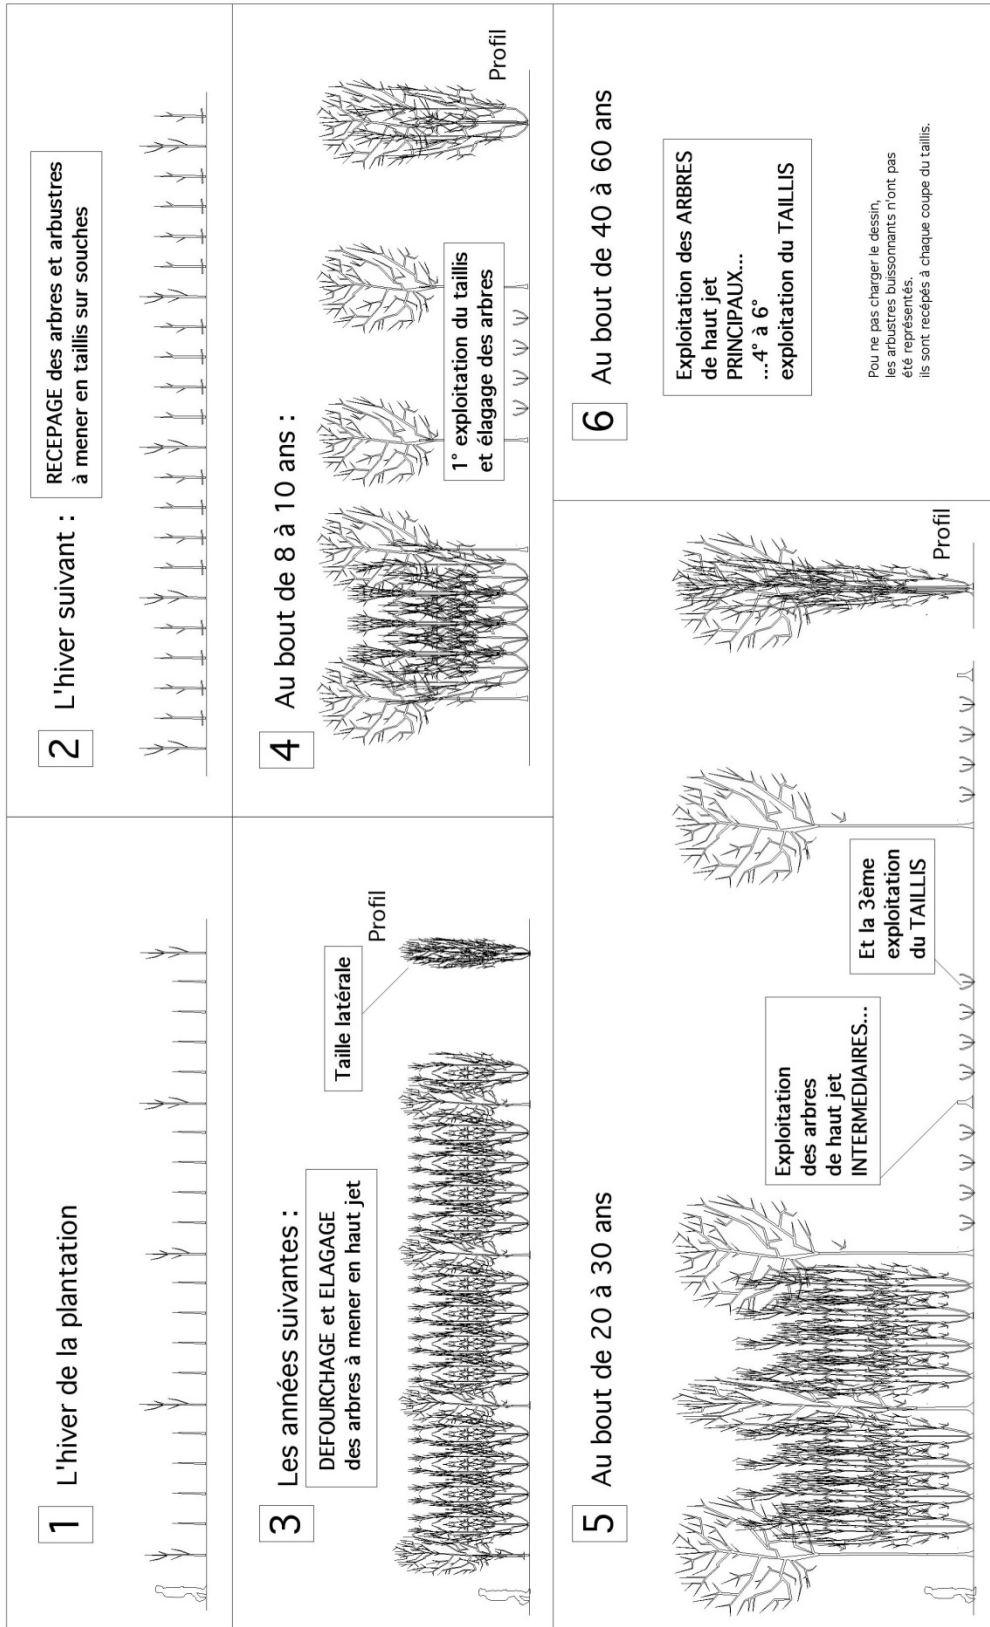 1
L'hiver de la plantation
2
L'hiver suivant :
RECEPAGE des arbres et arbustres
à mener en taillis sur souches
3
Les années suivantes :
DEFOURCHAGE et ELAGAGE
des arbres à mener en haut jet
Taille latérale
Profil
4
Au bout de 8 à 10 ans :
1° exploitation du taillis
et élagage des arbres
Profil
5
Au bout de 20 à 30 ans
Exploitation
des arbres
de haut jet
INTERMEDIAIRES...
Et la 3ème
exploitation
du TAILLIS
Profil
6
Au bout de 40 à 60 ans
Exploitation des ARBRES
de haut jet
PRINCIPAUX...
...4° à 6°
exploitation du TAILLIS
Pou ne pas charger le dessin,
les arbustres buissonnants n'ont pas
été représentés.
ils sont recépés à chaque coupe du taillis.